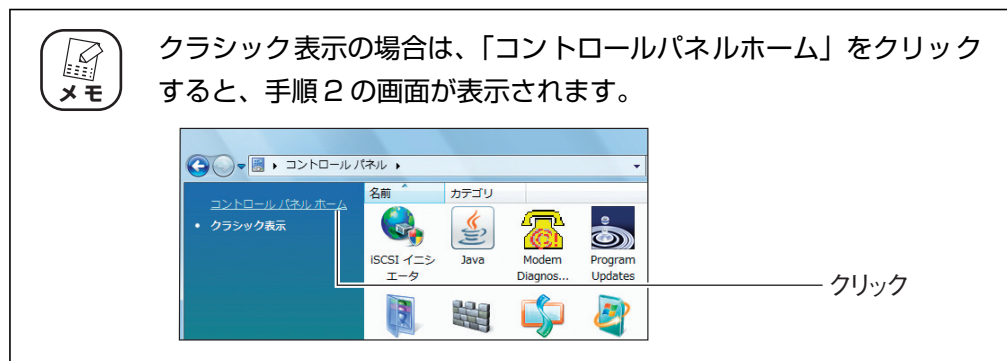 クラシック表示の場合は、「コントロールパネルホーム」をクリック
すると、手順2の画面が表示されます。
メモ
コントロール パネル
コントロール パネル ホーム
クラシック表示
名前 カテゴリ
iSCSI イニシ
エータ
Java
Modem
Diagnos...
Program
Updates
クリック